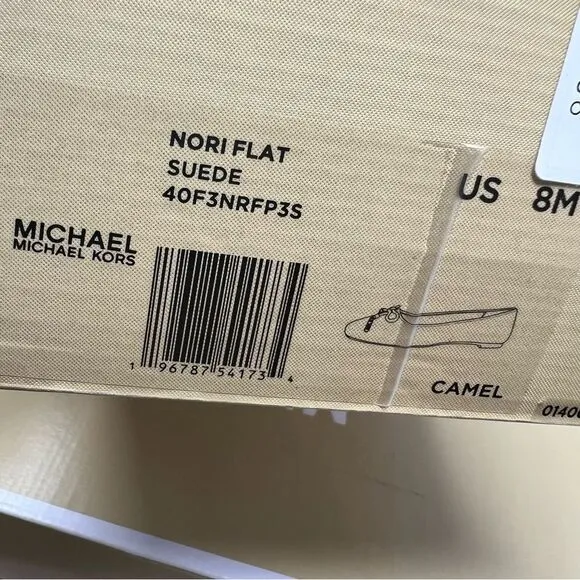 NORI FLAT
SUEDE
40F3NRFP3S
US 8M
MICHAEL
MICHAEL KORS
1 96787 54173 4
CAMEL